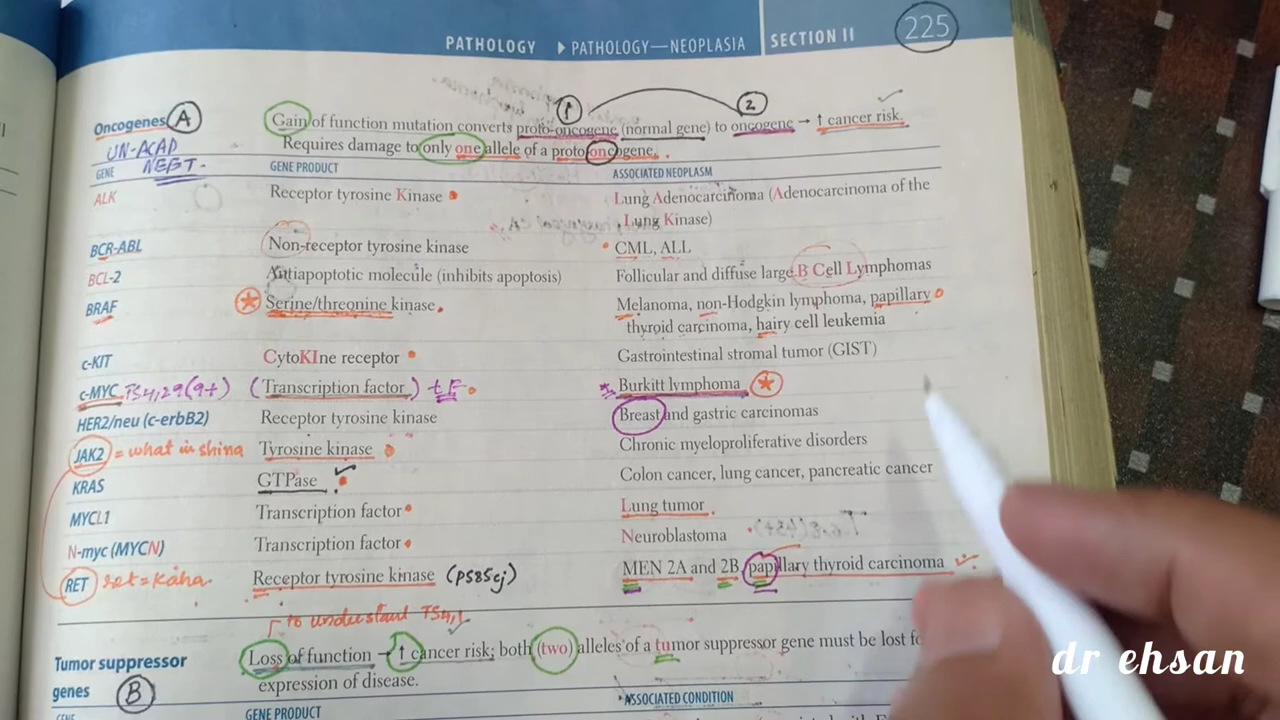 PATHOLOGY ▶ PATHOLOGY—NEOPLASIA SECTION II 225
Oncogenes A Gain of function mutation converts proto-oncogene (normal gene) to oncogene → ↑ cancer risk.
1 2
UN-ACAD Requires damage to only one allele of a proto-oncogene.
NEET.
GENE GENE PRODUCT ASSOCIATED NEOPLASM
ALK Receptor tyrosine Kinase Lung Adenocarcinoma (Adenocarcinoma of the
Lung Kinase)
BCR-ABL Non-receptor tyrosine kinase CML, ALL
BCL-2 Antiapoptotic molecule (inhibits apoptosis) Follicular and diffuse large B Cell Lymphomas
BRAF Serine/threonine kinase Melanoma, non-Hodgkin lymphoma, papillary
thyroid carcinoma, hairy cell leukemia
c-KIT CytoKIne receptor Gastrointestinal stromal tumor (GIST)
c-MYC (Transcription factor) tF Burkitt lymphoma
HER2/neu (c-erbB2) Receptor tyrosine kinase Breast and gastric carcinomas
JAK2 = what in shina Tyrosine kinase Chronic myeloproliferative disorders
KRAS GTPase Colon cancer, lung cancer, pancreatic cancer
MYCL1 Transcription factor Lung tumor
N-myc (MYCN) Transcription factor Neuroblastoma
RET ret = Kaha. Receptor tyrosine kinase MEN 2A and 2B, papillary thyroid carcinoma
to understant
Tumor suppressor Loss of function → ↑ cancer risk; both (two) alleles of a tumor suppressor gene must be lost
genes B expression of disease.
GENE GENE PRODUCT ASSOCIATED CONDITION
dr ehsan